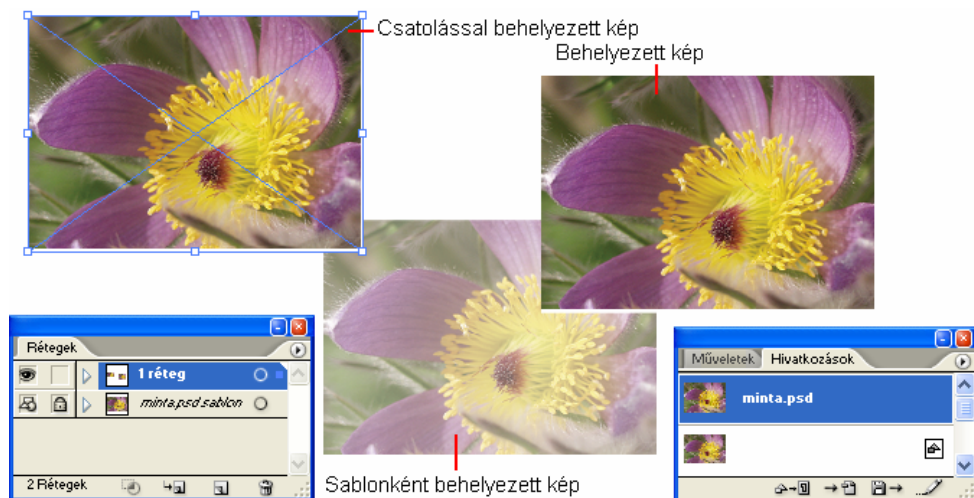 Csatolással behelyezett kép
Behelyezett kép
Rétegek
1 réteg
minta.psd sablon
2 Rétegek
Sablonként behelyezett kép
Műveletek
Hivatkozások
minta.psd